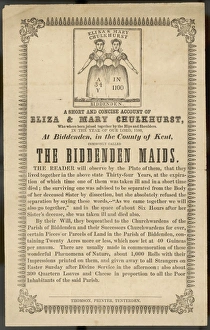 ELIZA & MARY
CHULKHURST
A
34
Y
IN
1100
BIDDENDEN
A SHORT AND CONCISE ACCOUNT OF
ELIZA & MARY CHULKHURST,
Who were born joined together by the Hips and Shoulders,
IN THE YEAR OF OUR LORD, 1100,
At Biddenden, in the County of Kent,
COMMONLY CALLED
THE BIDDENDEN MAIDS.
THE READER will observe by the Plate of them, that they
lived together in the above state Thirty-four Years, at the expira-
tion of which time one of them was taken ill and in a short time
died; the surviving one was advised to be separated from the Body
of her deceased Sister by dissection, but she absolutely refused the
separation by saying these words,—"As we came together we will
also go together," and in the space of about Six Hours after her
Sister's decease, she was taken ill and died also.
By their Will, they bequeathed to the Churchwardens of the
Parish of Biddenden and their Successors Churchwardens for ever,
certain Pieces or Parcels of Land in the Parish of Biddenden, con-
taining Twenty Acres more or less, which now let at 40 Guineas
per annum. There are usually made in commemoration of these
wonderful Phenomena of Nature, about 1,000 Rolls with their
Impression printed on them, and given away to all Strangers on
Easter Sunday after Divine Service in the afternoon; also about
300 Quartern Loaves and Cheese in proportion to all the Poor
Inhabitants of the said Parish.
THOMSON, PRINTER, TENTERDEN.